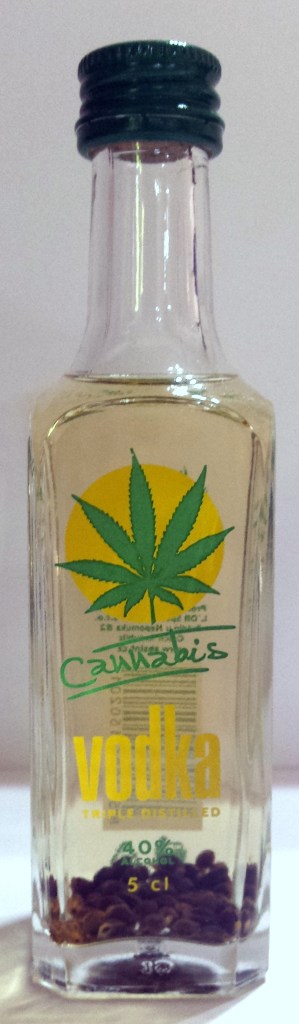 Cannabis
vodka
TRIPLE DISTILLED
40%
ALCOHOL
5 cl